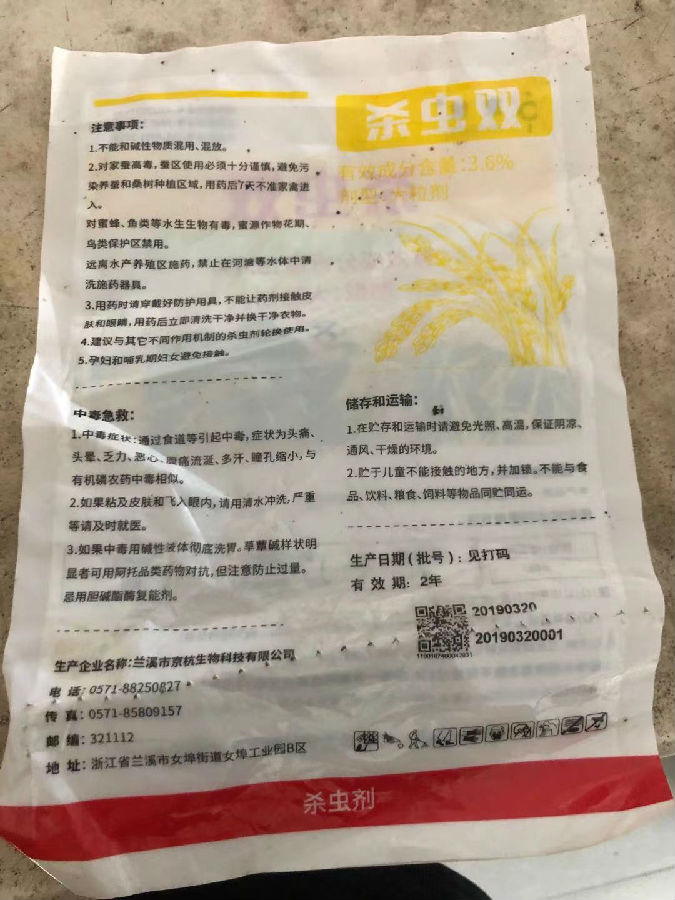 杀虫双
有效成分含量:3.6%
剂型:大粒剂
注意事项:
1.不能和碱性物质混用、混放。
2.对家蚕高毒,蚕区使用必须十分谨慎,避免污
染养蚕和桑树种植区域,用药后7天不准家禽进
入。
对蜜蜂、鱼类等水生生物有毒,蜜源作物花期、
鸟类保护区禁用。
远离水产养殖区施药,禁止在河塘等水体中清
洗施药器具。
3.用药时请穿戴好防护用具,不能让药剂接触皮
肤和眼睛,用药后立即清洗干净并换干净衣物。
4.建议与其它不同作用机制的杀虫剂轮换使用。
5.孕妇和哺乳期妇女避免接触。
中毒急救:
1.中毒症状:通过食道等引起中毒,症状为头痛、
头晕、乏力、恶心、腹痛流涎、多汗、瞳孔缩小,与
有机磷农药中毒相似。
2.如果粘及皮肤和飞入眼内,请用清水冲洗,严重
等请及时就医。
3.如果中毒用碱性液体彻底洗胃。草蕈碱样状明
显者可用阿托品类药物对抗,但注意防止过量。
忌用胆碱酯酶复能剂。
储存和运输:
1.在贮存和运输时请避免光照、高温,保证阴凉、
通风、干燥的环境。
2.贮于儿童不能接触的地方,并加锁。不能与食
品、饮料、粮食、饲料等物品同贮同运。
生产日期(批号):见打码
有 效 期:2年
20190320
20190320001
生产企业名称:兰溪市京杭生物科技有限公司
电 话:0571-88250827
传 真:0571-85809157
邮 编:321112
地 址:浙江省兰溪市女埠街道女埠工业园B区
杀虫剂